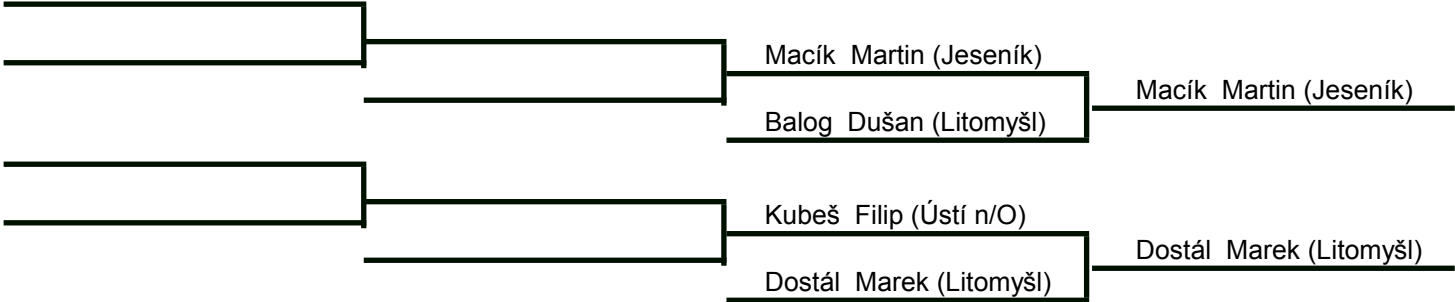 Macík  Martin (Jeseník)
Macík  Martin (Jeseník)
Balog  Dušan (Litomyšl)
Kubeš  Filip (Ústí n/O)
Dostál  Marek (Litomyšl)
Dostál  Marek (Litomyšl)